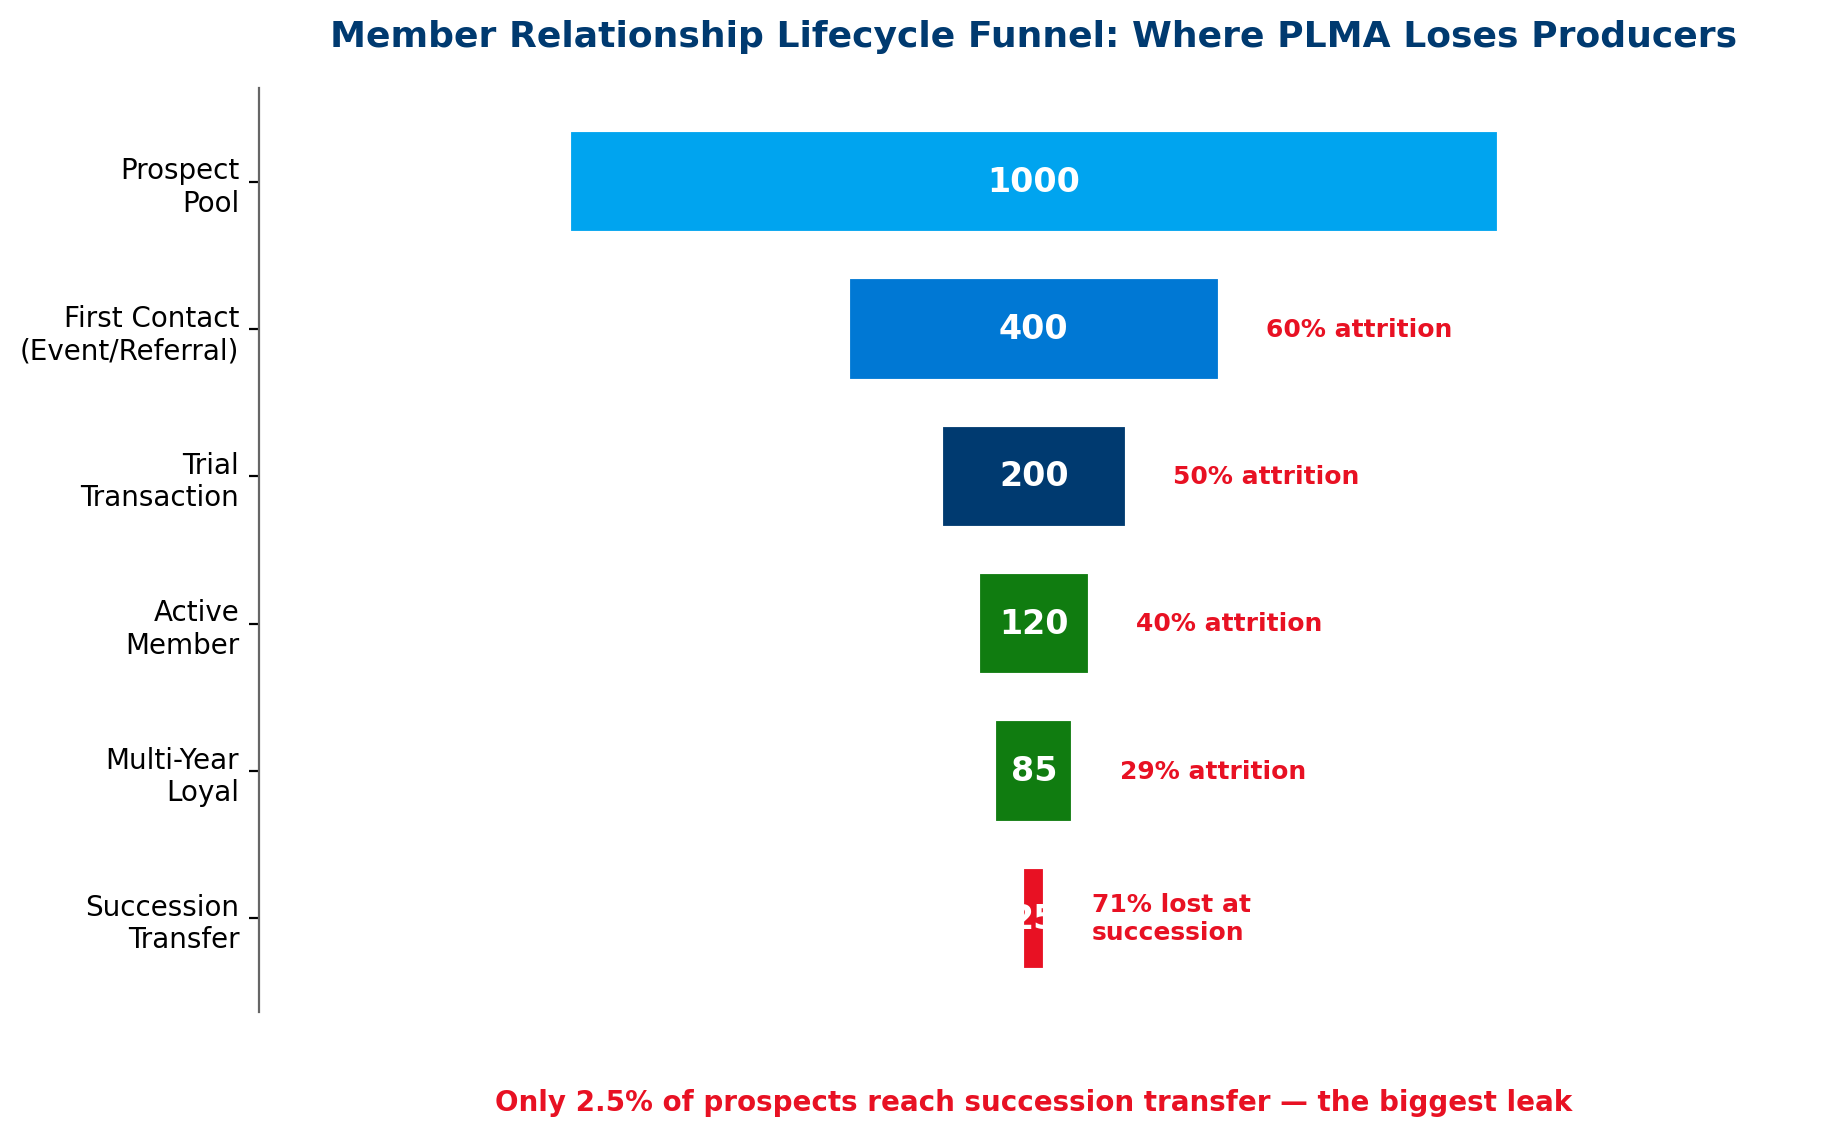 Member Relationship Lifecycle Funnel: Where PLMA Loses Producers
Prospect
Pool
1000
First Contact
(Event/Referral)
400
60% attrition
Trial
Transaction
200
50% attrition
Active
Member
120
40% attrition
Multi-Year
Loyal
85
29% attrition
Succession
Transfer
25
71% lost at
succession
Only 2.5% of prospects reach succession transfer — the biggest leak